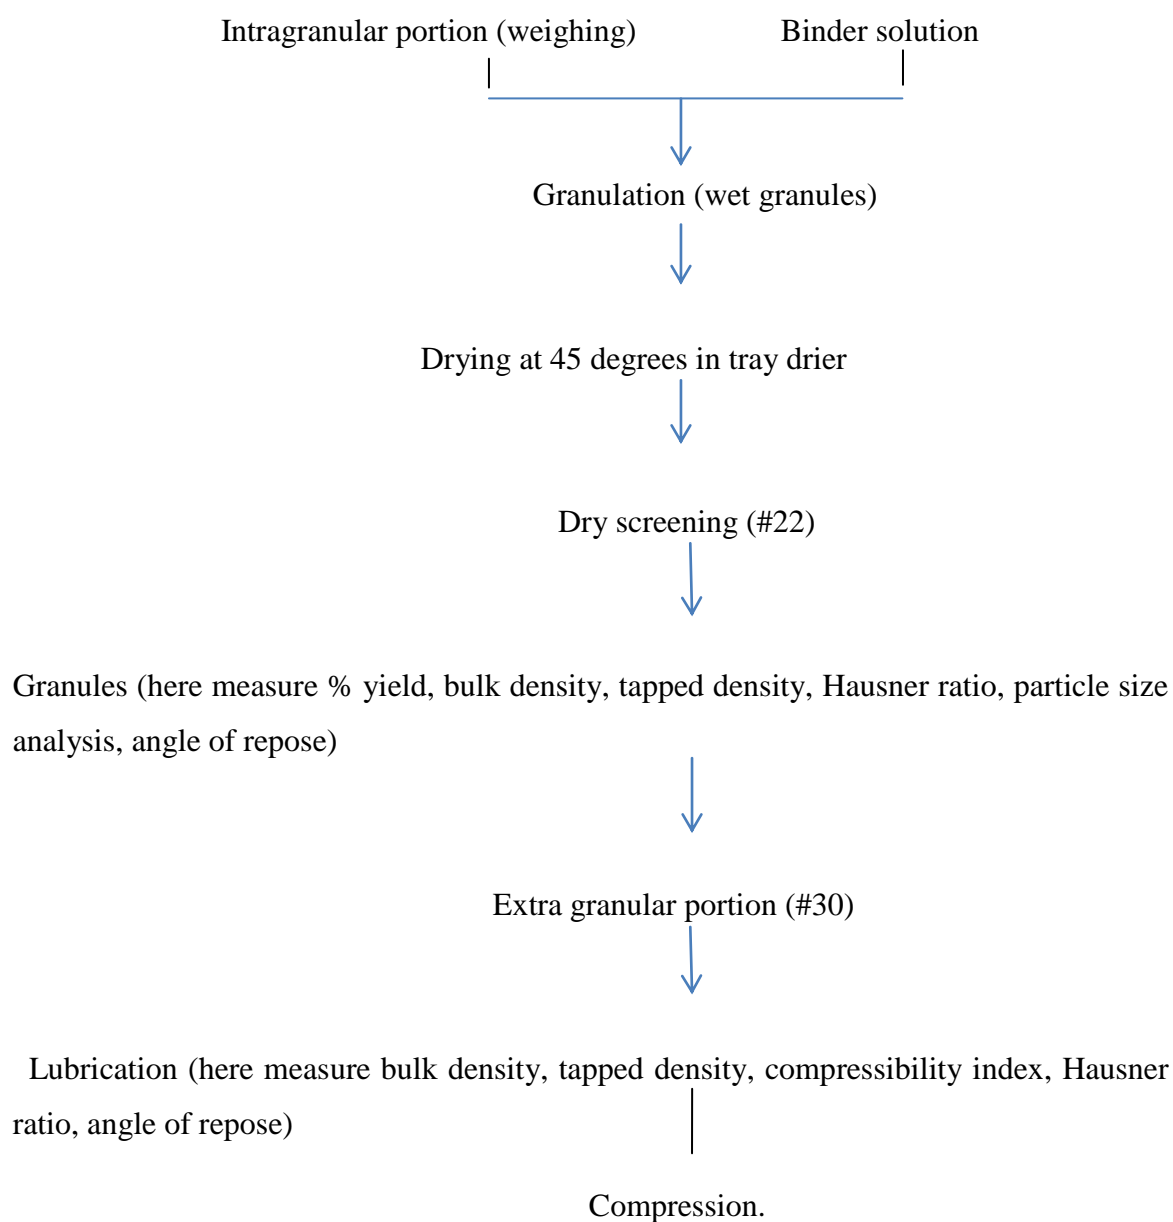 Intragranular portion (weighing) Binder solution
Granulation (wet granules)
Drying at 45 degrees in tray drier
Dry screening (#22)
Granules (here measure % yield, bulk density, tapped density, Hausner ratio, particle size
analysis, angle of repose)
Extra granular portion (#30)
Lubrication (here measure bulk density, tapped density, compressibility index, Hausner
ratio, angle of repose)
Compression.